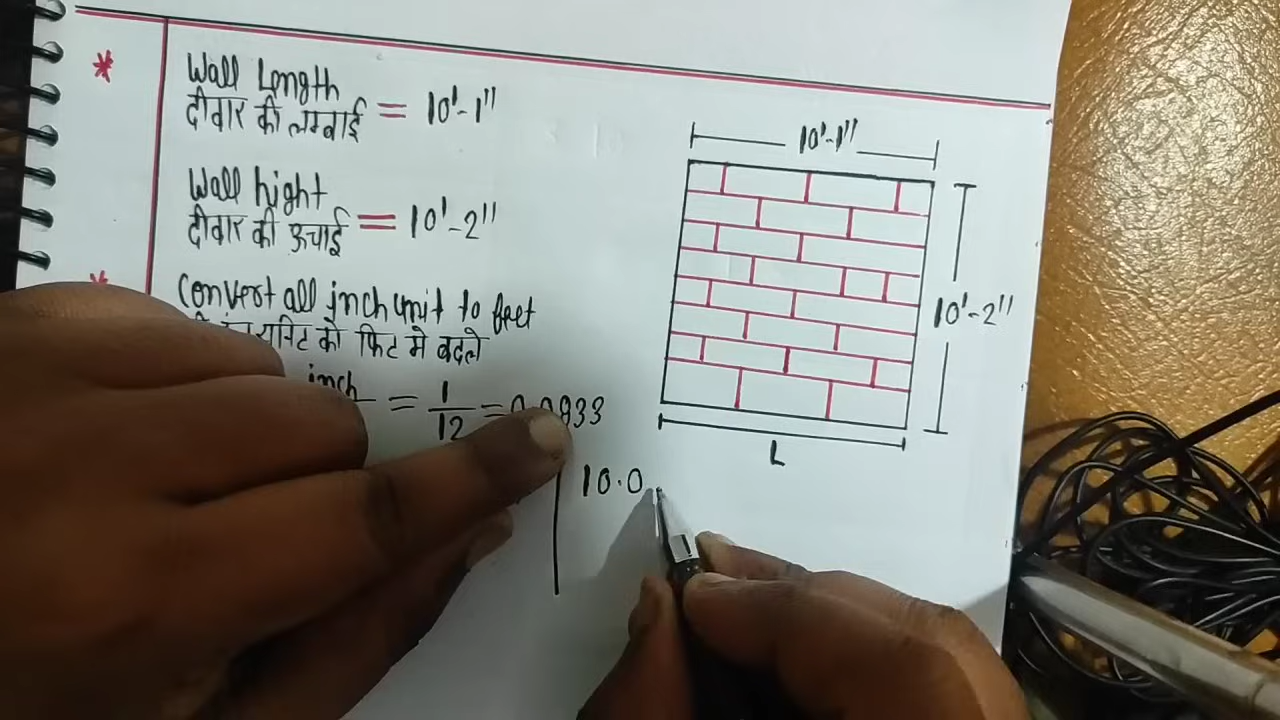 Wall Length
दीवार की लम्बाई = 10'-1"
Wall hight
दीवार की ऊचाई = 10'-2"
Convert all inch unit to feet
यूनिट को फिट मे बदले
inch = 1/12 = 0.0833
10.0
10'-1"
10'-2"
L